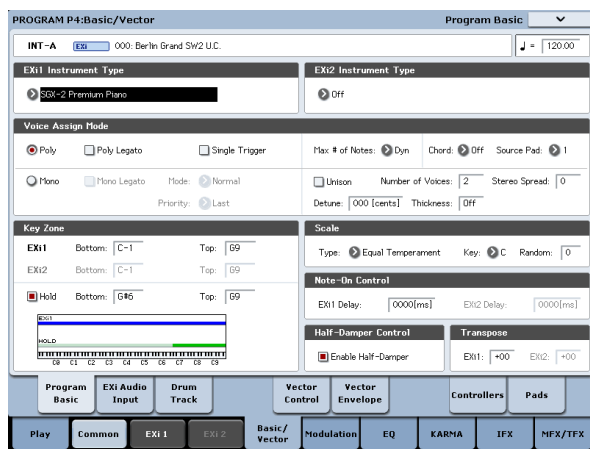 PROGRAM P4:Basic/Vector Program Basic
INT-A EXi 000: Berlin Grand SW2 U.C. ♩ = 120.00
EXi1 Instrument Type EXi2 Instrument Type
SGX-2 Premium Piano Off
Voice Assign Mode
Poly Poly Legato Single Trigger Max # of Notes: Dyn Chord: Off Source Pad: 1
Mono Mono Legato Mode: Normal Unison Number of Voices: 2 Stereo Spread: 0
Priority: Last Detune: 000 [cents] Thickness: Off
Key Zone Scale
EXi1 Bottom: C-1 Top: G9 Type: Equal Temperament Key: C Random: 0
EXi2 Bottom: C-1 Top: G9
Note-On Control
Hold Bottom: G#6 Top: G9 EXi1 Delay: 0000[ms] EXi2 Delay: 0000[ms]
EXi1
Half-Damper Control Transpose
HOLD
Enable Half-Damper EXi1: +00 EXi2: +00
C0 C1 C2 C3 C4 C5 C6 C7 C8 C9
Program Basic EXi Audio Input Drum Track Vector Control Vector Envelope Controllers Pads
Play Common EXi 1 EXi 2 Basic/Vector Modulation EQ KARMA IFX MFX/TFX